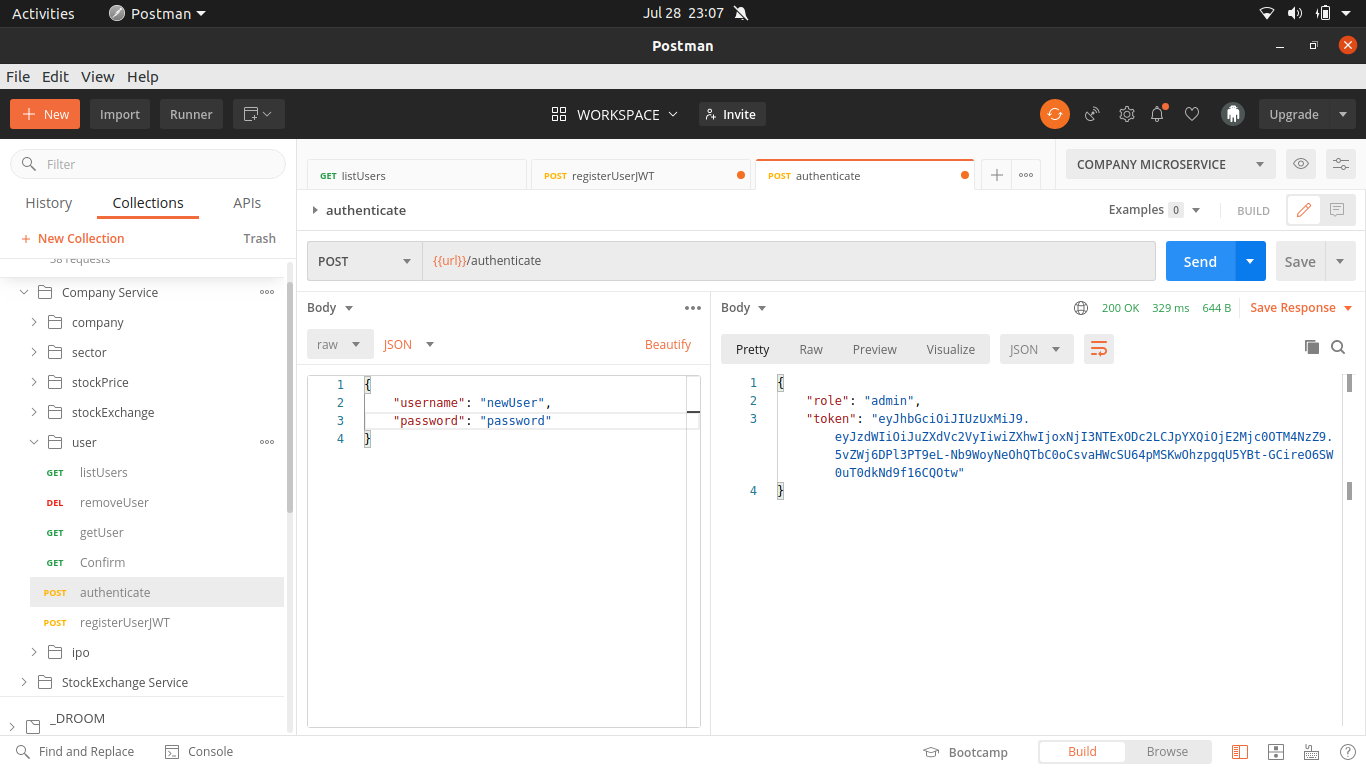 Activities Postman Jul 28 23:07
Postman
File Edit View Help
+ New Import Runner WORKSPACE Invite Upgrade
Filter
History Collections APIs
+ New Collection Trash
38 requests
Company Service
company
sector
stockPrice
stockExchange
user
GET listUsers
DEL removeUser
GET getUser
GET Confirm
POST authenticate
POST registerUserJWT
ipo
StockExchange Service
_DROOM
GET listUsers POST registerUserJWT POST authenticate COMPANY MICROSERVICE
authenticate Examples 0 BUILD
POST {{url}}/authenticate Send Save
Body
raw JSON Beautify
1 {
2 "username": "newUser",
3 "password": "password"
4 }
Body 200 OK 329 ms 644 B Save Response
Pretty Raw Preview Visualize JSON
1 {
2 "role": "admin",
3 "token": "eyJhbGciOiJIUzUxMiJ9.
eyJzdWIiOiJuZXdVc2VyIiwiZXhwIjoxNjI3NTExODc2LCJpYXQiOjE2Mjc0OTM4NzZ9.
5vZWj6DPl3PT9eL-Nb9WoyNeOhQTbC0oCsvaHWcSU64pMSKwOhzpgqU5YBt-GCireO6SW
0uT0dkNd9f16CQOtw"
4 }
Find and Replace Console Bootcamp Build Browse